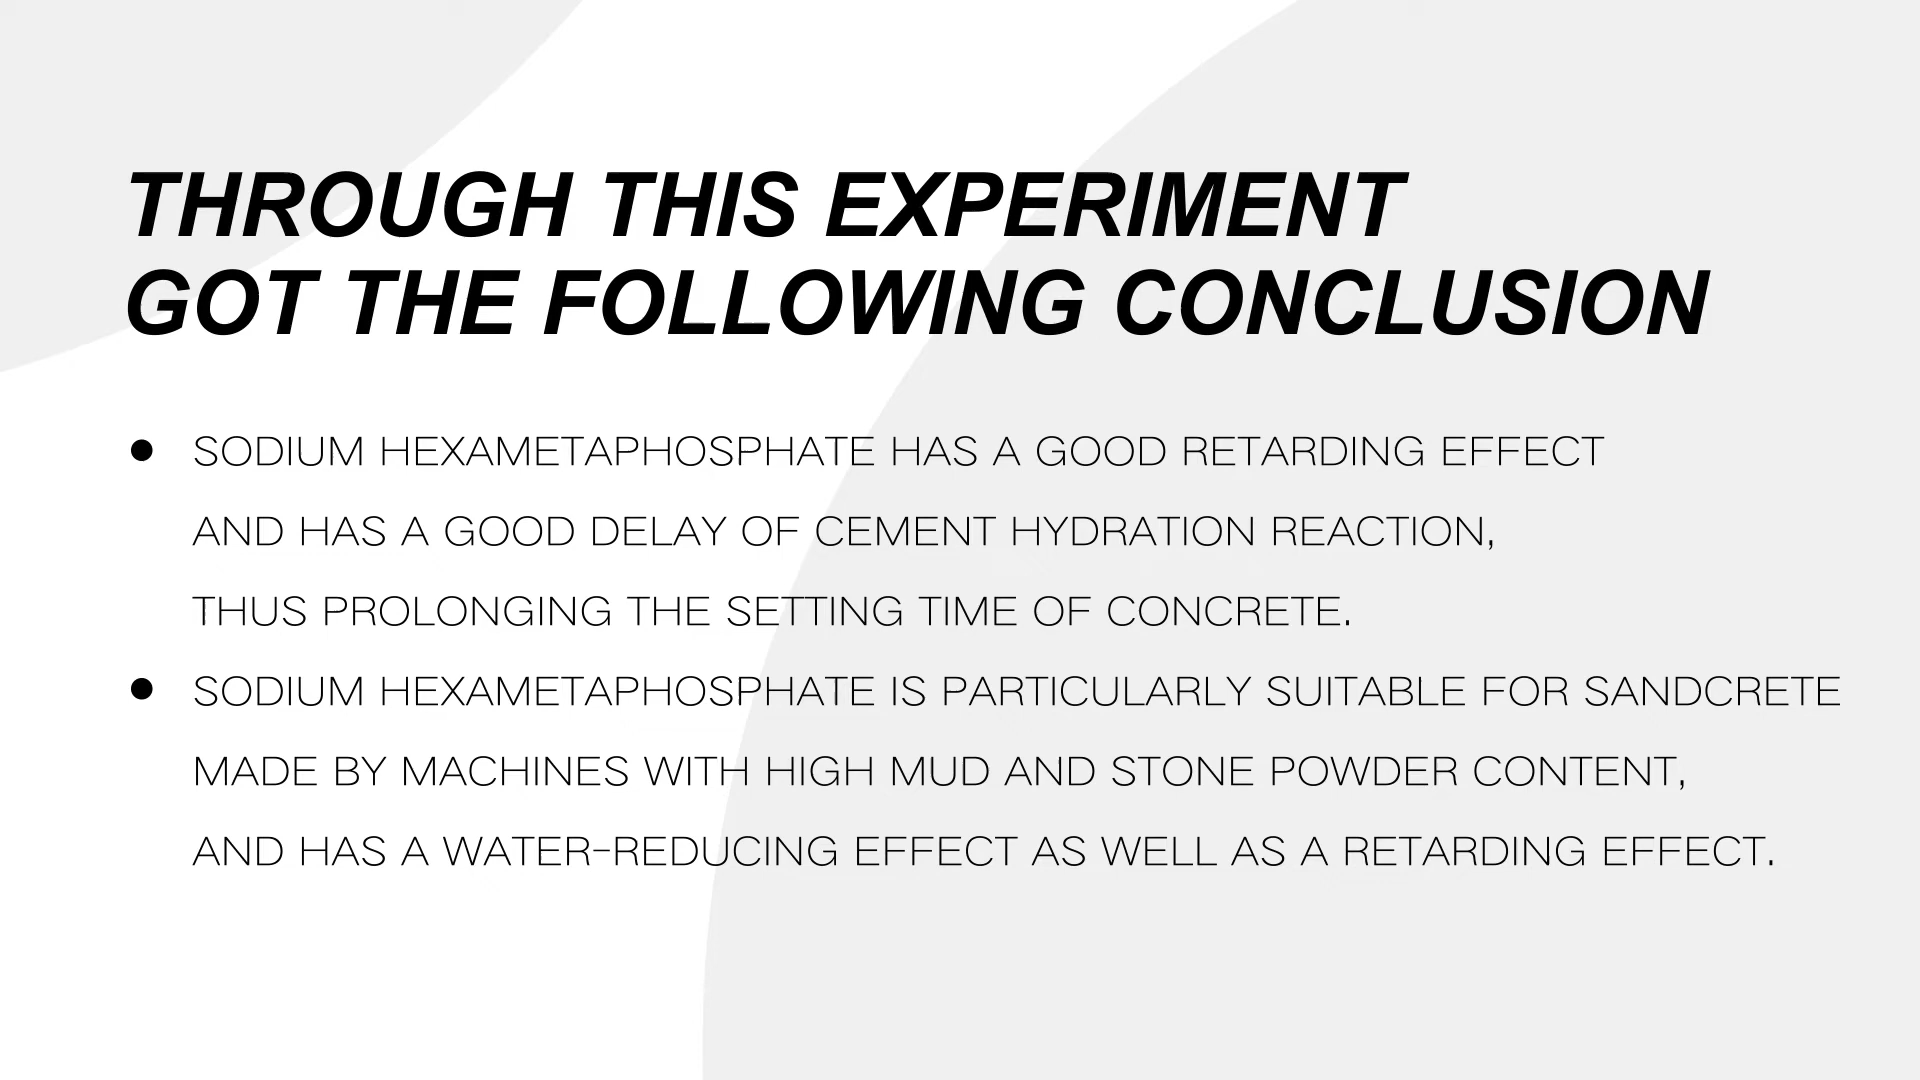 THROUGH THIS EXPERIMENT
GOT THE FOLLOWING CONCLUSION
● SODIUM HEXAMETAPHOSPHATE HAS A GOOD RETARDING EFFECT
AND HAS A GOOD DELAY OF CEMENT HYDRATION REACTION,
THUS PROLONGING THE SETTING TIME OF CONCRETE.
● SODIUM HEXAMETAPHOSPHATE IS PARTICULARLY SUITABLE FOR SANDCRETE
MADE BY MACHINES WITH HIGH MUD AND STONE POWDER CONTENT,
AND HAS A WATER-REDUCING EFFECT AS WELL AS A RETARDING EFFECT.